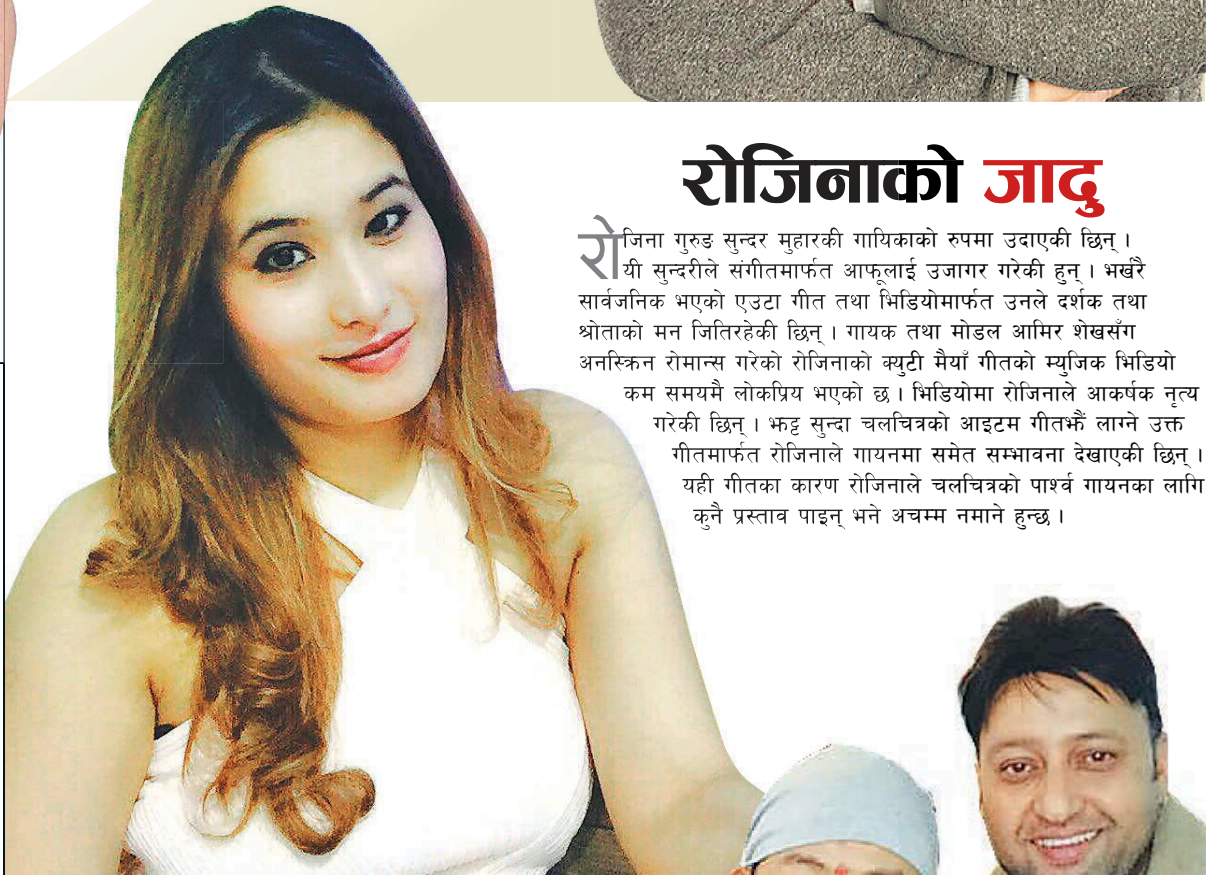 रोजिनाको जादु
रोजिना गुरुङ सुन्दर मुहारकी गायिकाको रुपमा उदाएकी छिन् ।
यी सुन्दरीले संगीतमार्फत आफूलाई उजागर गरेकी हुन् । भर्खरै
सार्वजनिक भएको एउटा गीत तथा भिडियोमार्फत उनले दर्शक तथा
श्रोताको मन जितिरहेकी छिन् । गायक तथा मोडल आमिर शेखसँग
अनस्क्रिन रोमान्स गरेको रोजिनाको क्युटी मैयाँ गीतको म्युजिक भिडियो
कम समयमै लोकप्रिय भएको छ । भिडियोमा रोजिनाले आकर्षक नृत्य
गरेकी छिन् । झट्ट सुन्दा चलचित्रको आइटम गीतझैं लाग्ने उक्त
गीतमार्फत रोजिनाले गायनमा समेत सम्भावना देखाएकी छिन् ।
यही गीतका कारण रोजिनाले चलचित्रको पार्श्व गायनका लागि
कुनै प्रस्ताव पाइन् भने अचम्म नमाने हुन्छ ।